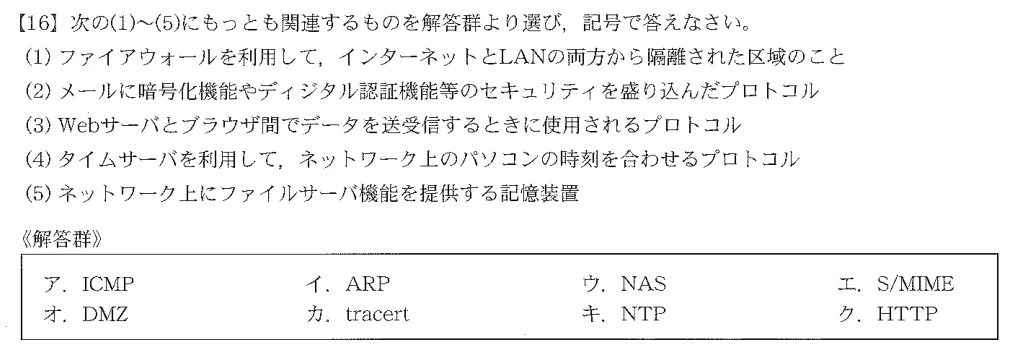 【16】次の(1)～(5)にもっとも関連するものを解答群より選び，記号で答えなさい。
(1) ファイアウォールを利用して，インターネットとLANの両方から隔離された区域のこと
(2) メールに暗号化機能やディジタル認証機能等のセキュリティを盛り込んだプロトコル
(3) Webサーバとブラウザ間でデータを送受信するときに使用されるプロトコル
(4) タイムサーバを利用して，ネットワーク上のパソコンの時刻を合わせるプロトコル
(5) ネットワーク上にファイルサーバ機能を提供する記憶装置
《解答群》
ア．ICMP イ．ARP ウ．NAS エ．S/MIME
オ．DMZ カ．tracert キ．NTP ク．HTTP